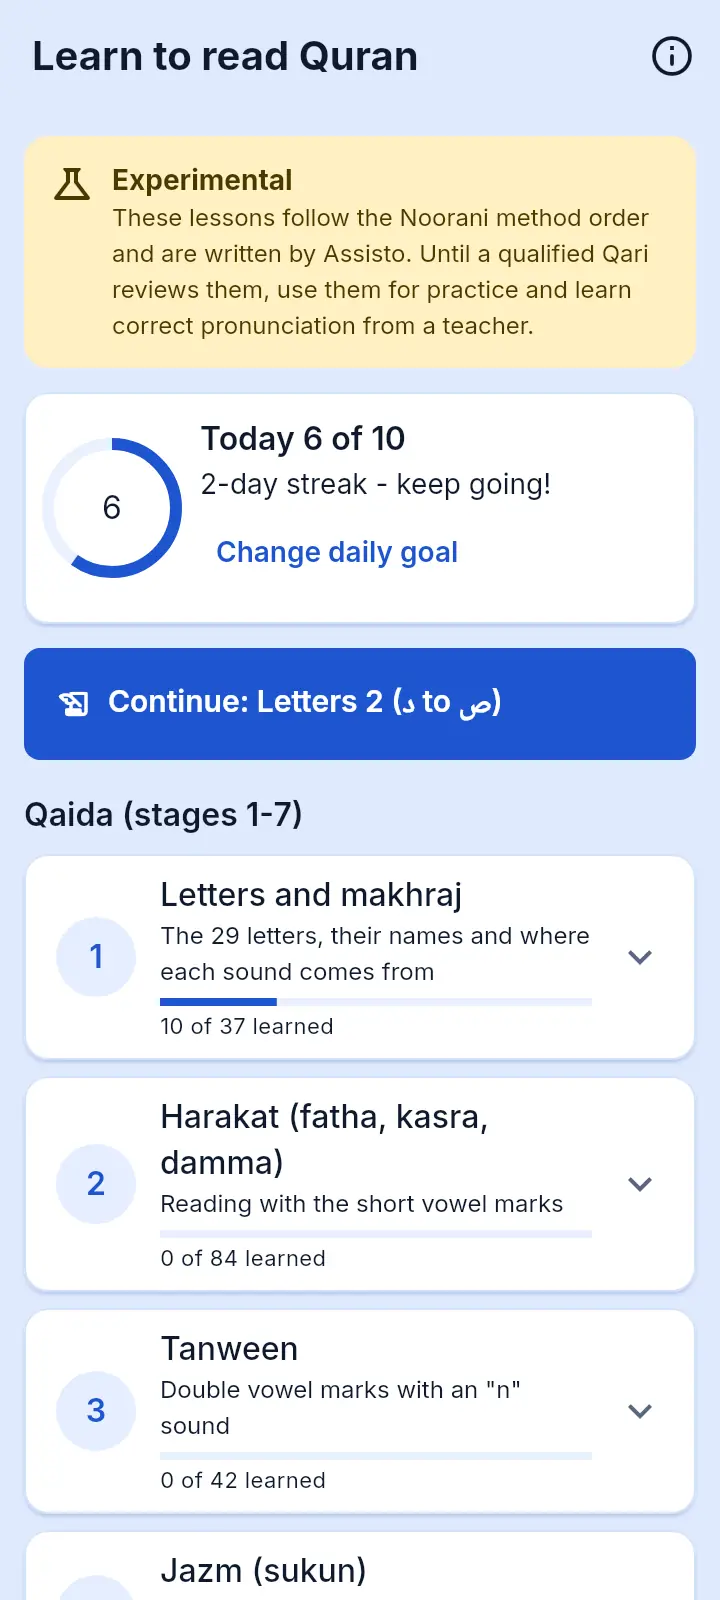 Learn to read Quran
Experimental
These lessons follow the Noorani method order
and are written by Assisto. Until a qualified Qari
reviews them, use them for practice and learn
correct pronunciation from a teacher.
6
Today 6 of 10
2-day streak - keep going!
Change daily goal
Continue: Letters 2 (د to ص)
Qaida (stages 1-7)
1
Letters and makhraj
The 29 letters, their names and where
each sound comes from
10 of 37 learned
2
Harakat (fatha, kasra,
damma)
Reading with the short vowel marks
0 of 84 learned
3
Tanween
Double vowel marks with an "n"
sound
0 of 42 learned
Jazm (sukun)